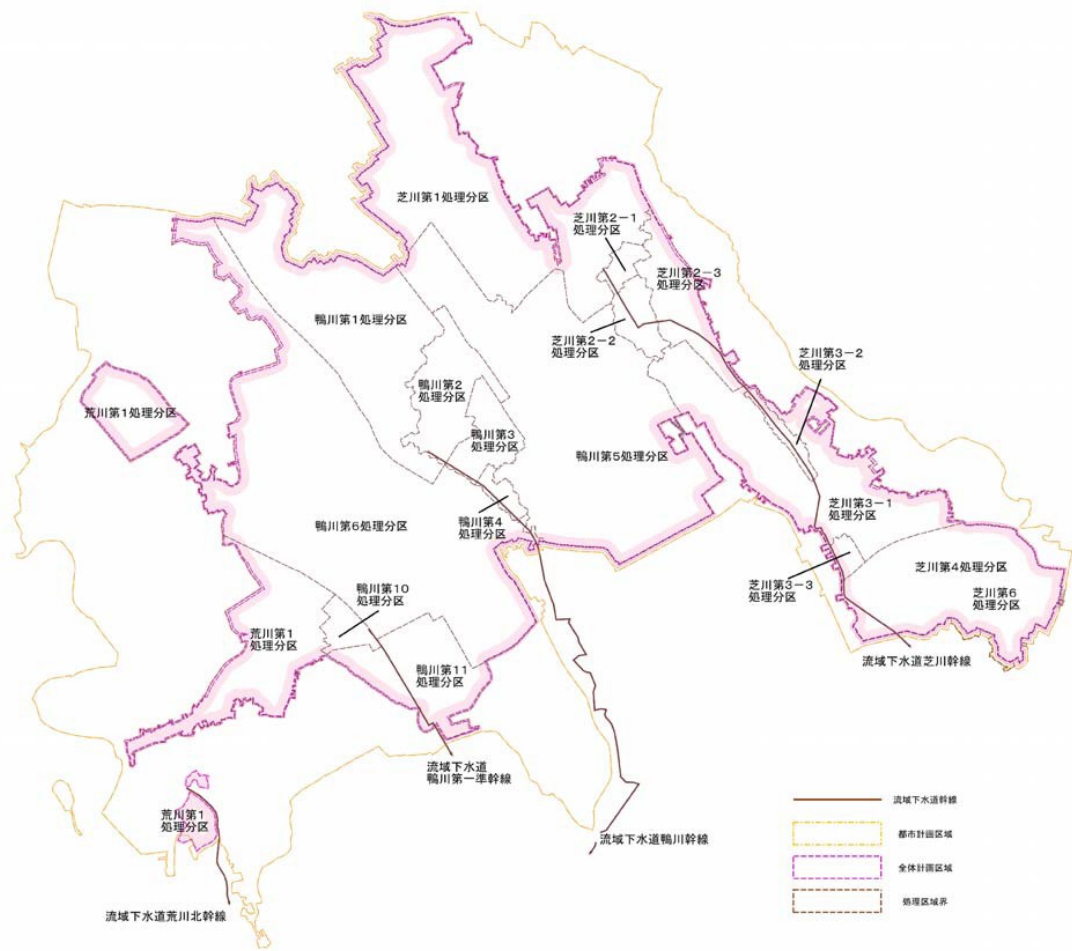 芝川第1処理分区
芝川第2－1
処理分区
芝川第2－3
処理分区
鴨川第1処理分区
芝川第2－2
処理分区
芝川第3－2
処理分区
鴨川第2
処理分区
荒川第1処理分区
鴨川第3
処理分区
鴨川第5処理分区
芝川第3－1
処理分区
鴨川第6処理分区
鴨川第4
処理分区
芝川第4処理分区
芝川第3－3
処理分区
鴨川第10
処理分区
芝川第6
処理分区
荒川第1
処理分区
流域下水道芝川幹線
鴨川第11
処理分区
流域下水道
鴨川第一準幹線
荒川第1
処理分区
流域下水道鴨川幹線
流域下水道荒川北幹線
流域下水道幹線
都市計画区域
全体計画区域
処理区域界